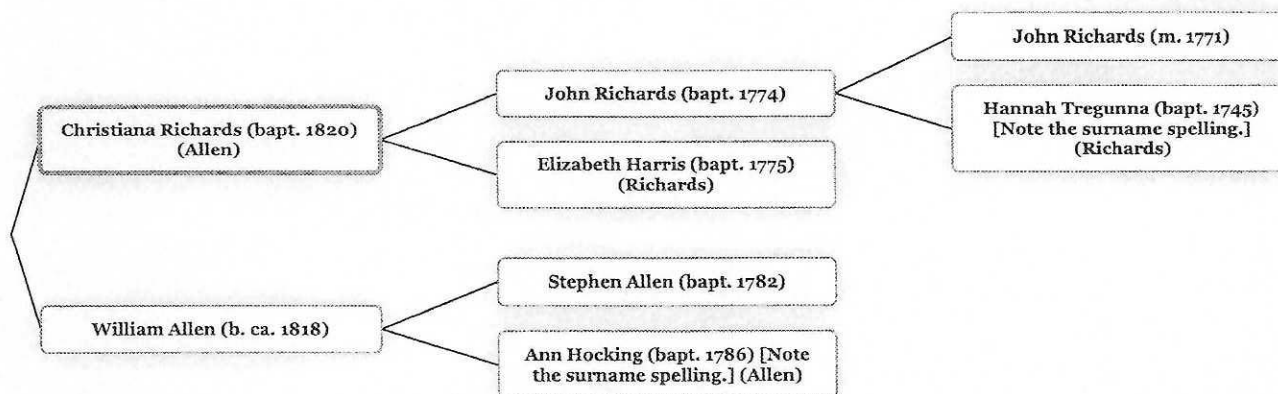 John Richards (m. 1771)
John Richards (bapt. 1774)
Hannah Tregunna (bapt. 1745)
[Note the surname spelling.]
(Richards)
Christiana Richards (bapt. 1820)
(Allen)
Elizabeth Harris (bapt. 1775)
(Richards)
Stephen Allen (bapt. 1782)
William Allen (b. ca. 1818)
Ann Hocking (bapt. 1786) [Note
the surname spelling.] (Allen)